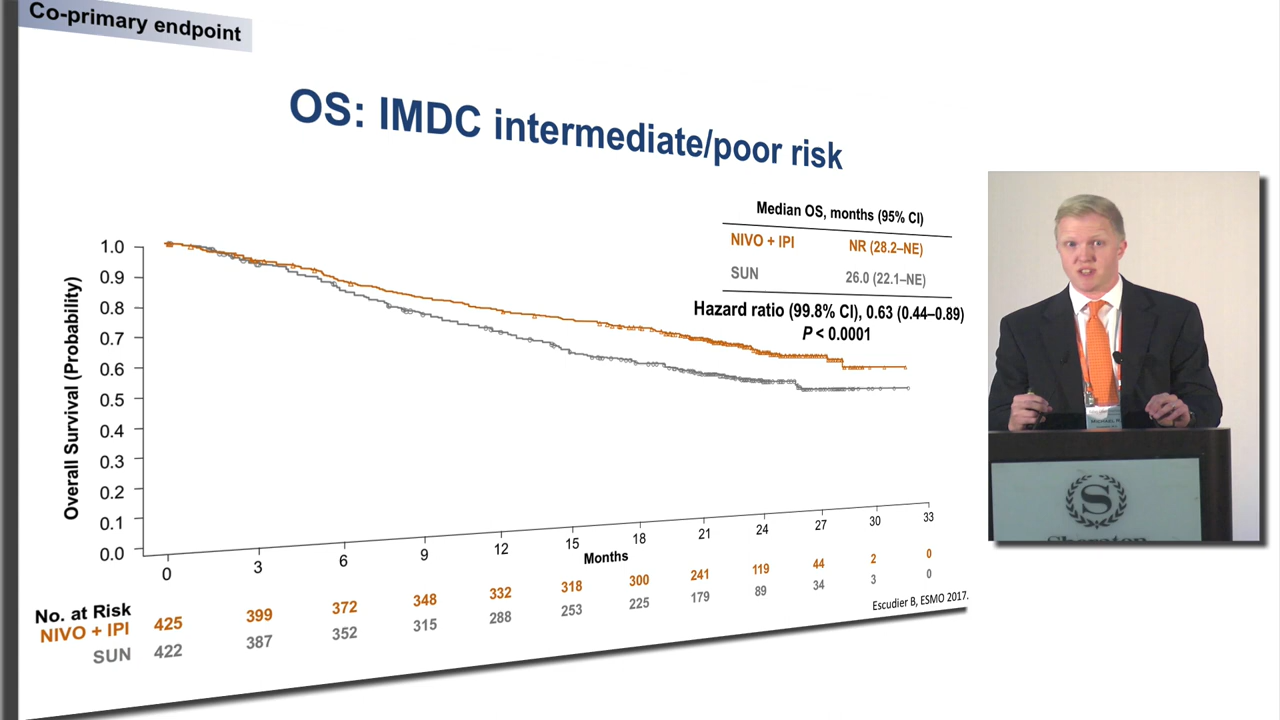 Co-primary endpoint
OS: IMDC intermediate/poor risk
Median OS, months (95% CI)
NIVO + IPI NR (28.2–NE)
SUN 26.0 (22.1–NE)
Hazard ratio (99.8% CI), 0.63 (0.44–0.89)
P < 0.0001
Overall Survival (Probability)
1.0
0.9
0.8
0.7
0.6
0.5
0.4
0.3
0.2
0.1
0.0
0 3 6 9 12 15 18 21 24 27 30 33
Months
No. at Risk
NIVO + IPI 425 399 372 348 332 318 300 241 119 44 2 0
SUN 422 387 352 315 288 253 225 179 89 34 3 0
Escudier B, ESMO 2017.
S
Sheraton